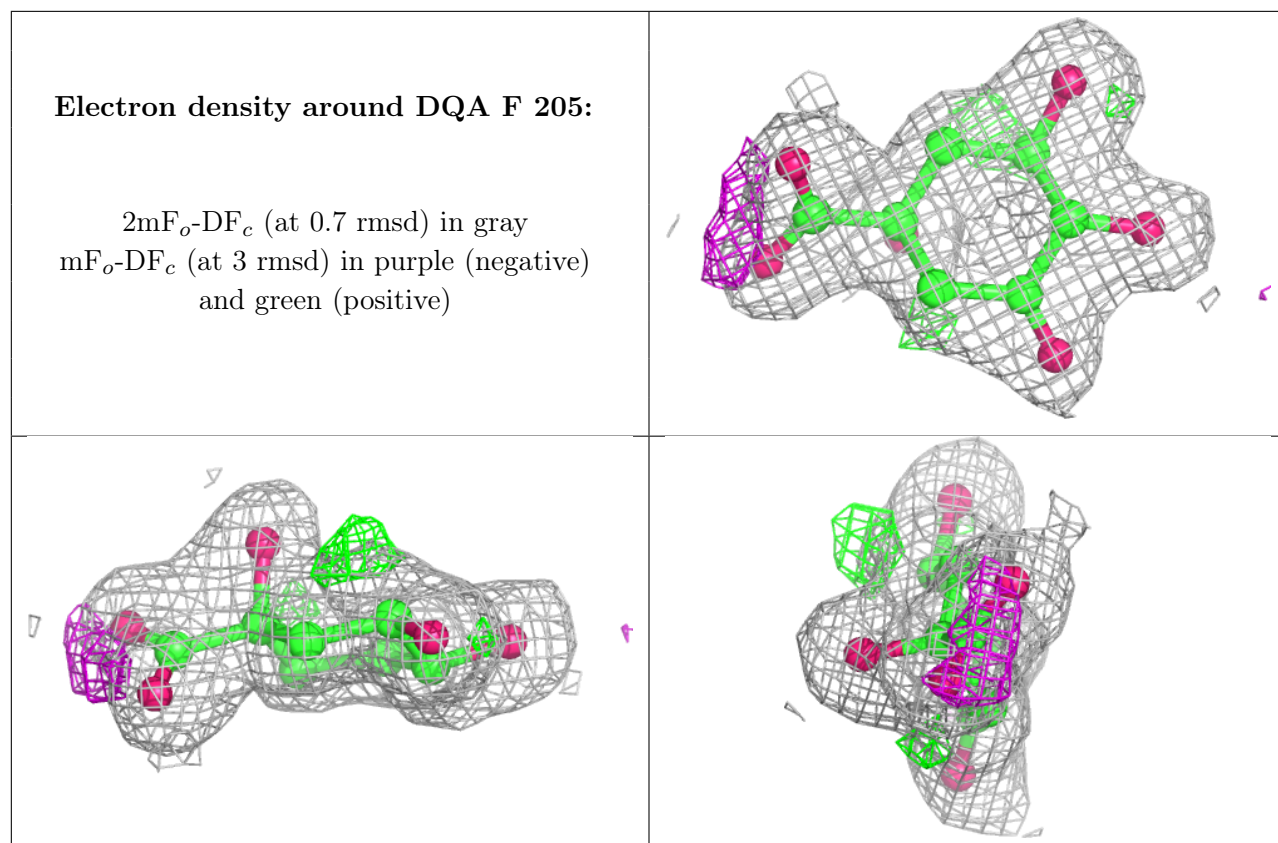 Electron density around DQA F 205:
2mFo-DFc (at 0.7 rmsd) in gray
mFo-DFc (at 3 rmsd) in purple (negative)
and green (positive)